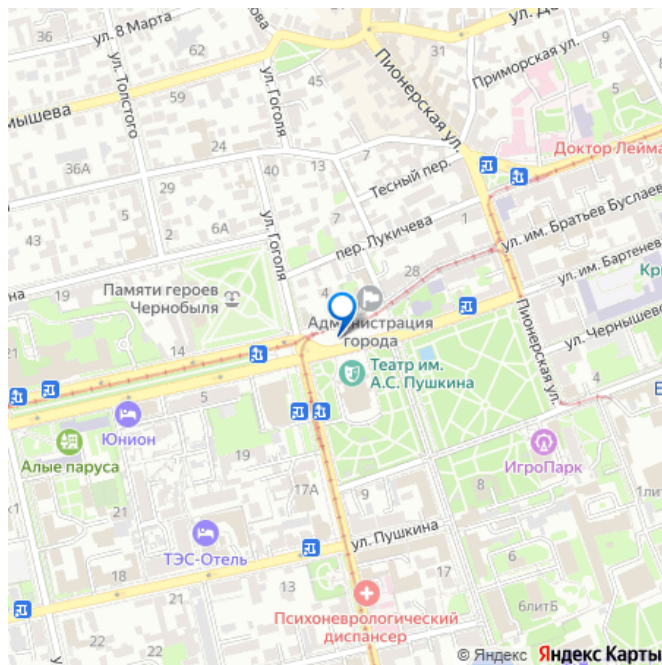 36
ул. 8 Марта
62
31
9
Приморская ул.
ул. Толстого
ул. Гоголя
45
Пионерская ул.
59
мышева
5
24
40
13
7
Доктор Лейма
36А
29
Тесный пер.
5
6А
ул. Гоголя
7
1
43
2
пер. Лукичева
ул. им. Братьев Буслаев
19
Памяти героев
Чернобыля
4
28
ул. им. Бартенев
Администрация
города
Пионерская ул.
ул. Чернышево
14
Театр им.
А.С. Пушкина
5
4
Юнион
Алые паруса
19
ИгроПарк
21
17А
9
8
1лит
21
ул. Пушкина
ТЭС-Отель
17
6
18
13
Психоневрологический
диспансер
6литБ
22
22
© Яндекс Яндекс Карты